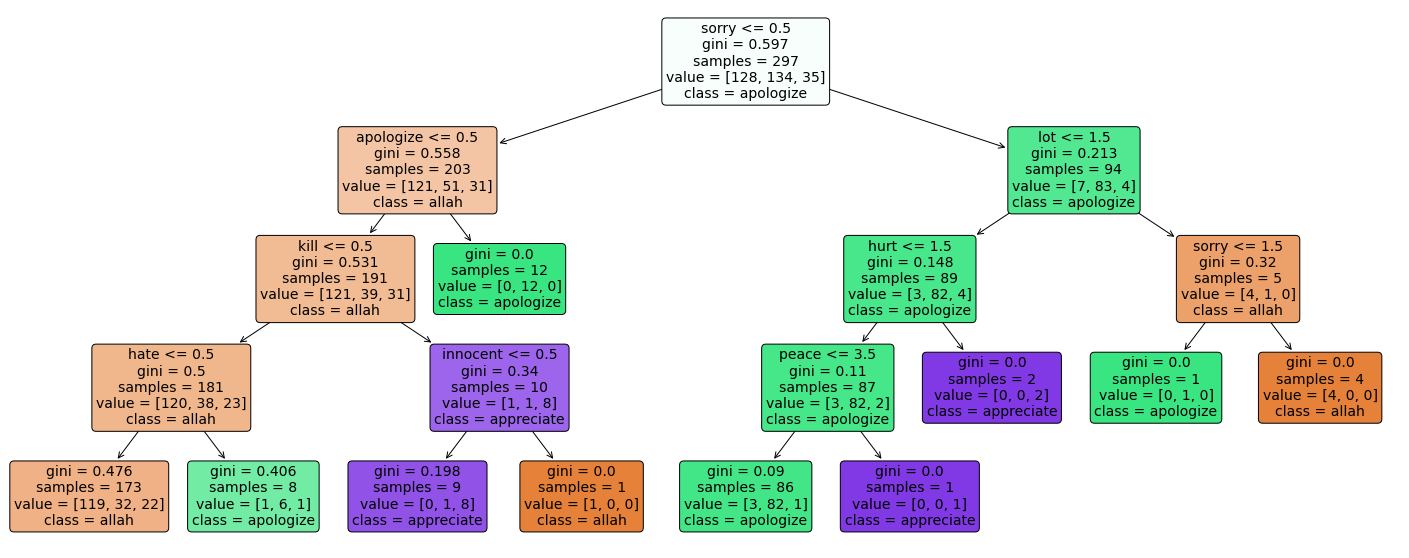 sorry <= 0.5
gini = 0.597
samples = 297
value = [128, 134, 35]
class = apologize
apologize <= 0.5
gini = 0.558
samples = 203
value = [121, 51, 31]
class = allah
lot <= 1.5
gini = 0.213
samples = 94
value = [7, 83, 4]
class = apologize
kill <= 0.5
gini = 0.531
samples = 191
value = [121, 39, 31]
class = allah
gini = 0.0
samples = 12
value = [0, 12, 0]
class = apologize
hurt <= 1.5
gini = 0.148
samples = 89
value = [3, 82, 4]
class = apologize
sorry <= 1.5
gini = 0.32
samples = 5
value = [4, 1, 0]
class = allah
hate <= 0.5
gini = 0.5
samples = 181
value = [120, 38, 23]
class = allah
innocent <= 0.5
gini = 0.34
samples = 10
value = [1, 1, 8]
class = appreciate
peace <= 3.5
gini = 0.11
samples = 87
value = [3, 82, 2]
class = apologize
gini = 0.0
samples = 2
value = [0, 0, 2]
class = appreciate
gini = 0.0
samples = 1
value = [0, 1, 0]
class = apologize
gini = 0.0
samples = 4
value = [4, 0, 0]
class = allah
gini = 0.476
samples = 173
value = [119, 32, 22]
class = allah
gini = 0.406
samples = 8
value = [1, 6, 1]
class = apologize
gini = 0.198
samples = 9
value = [0, 1, 8]
class = appreciate
gini = 0.0
samples = 1
value = [1, 0, 0]
class = allah
gini = 0.09
samples = 86
value = [3, 82, 1]
class = apologize
gini = 0.0
samples = 1
value = [0, 0, 1]
class = appreciate